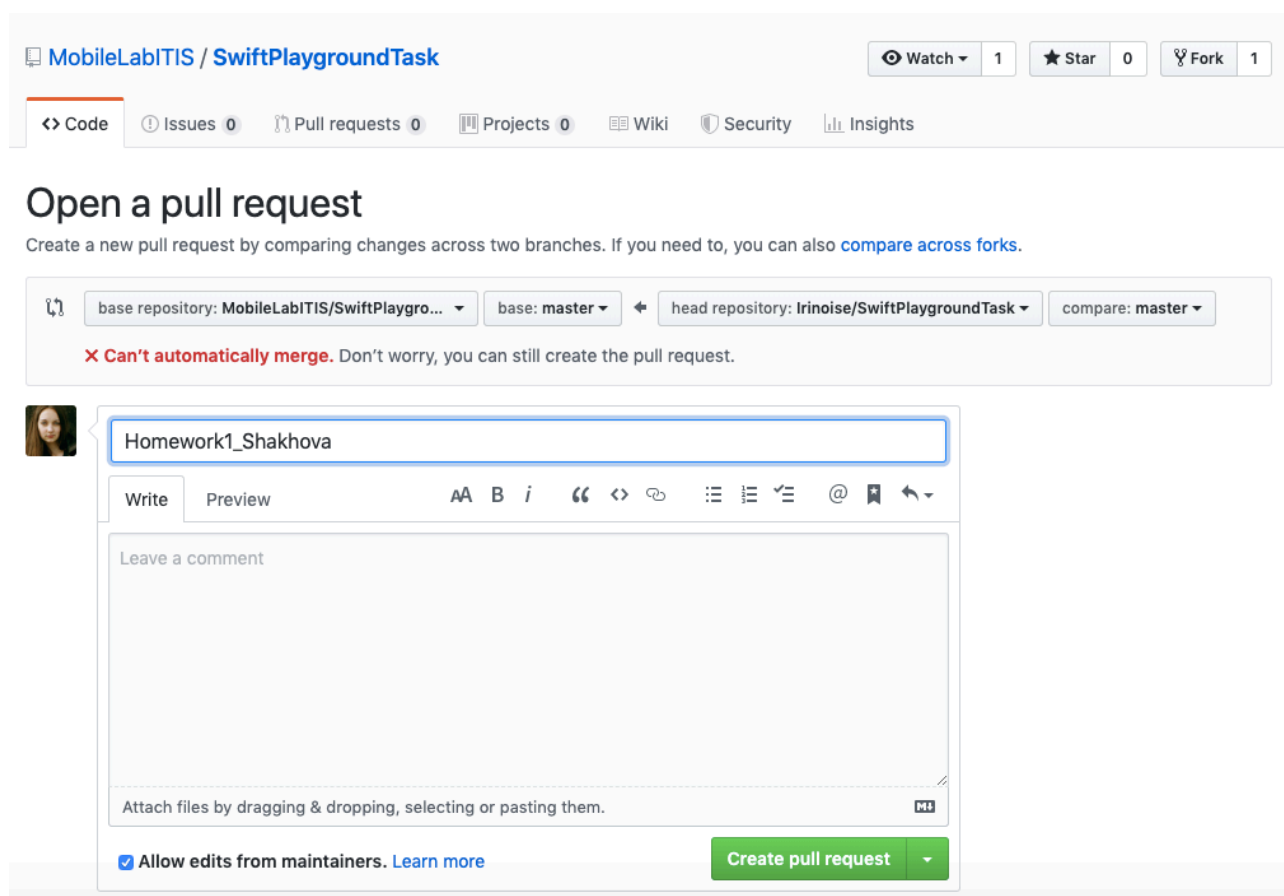 MobileLabITIS / SwiftPlaygroundTask Watch 1 Star 0 Fork 1
Code Issues 0 Pull requests 0 Projects 0 Wiki Security Insights
Open a pull request
Create a new pull request by comparing changes across two branches. If you need to, you can also compare across forks.
base repository: MobileLabITIS/SwiftPlaygro... base: master head repository: Irinoise/SwiftPlaygroundTask compare: master
Can't automatically merge. Don't worry, you can still create the pull request.
Homework1_Shakhova
Write Preview AA B i
Leave a comment
Attach files by dragging & dropping, selecting or pasting them.
Allow edits from maintainers. Learn more Create pull request